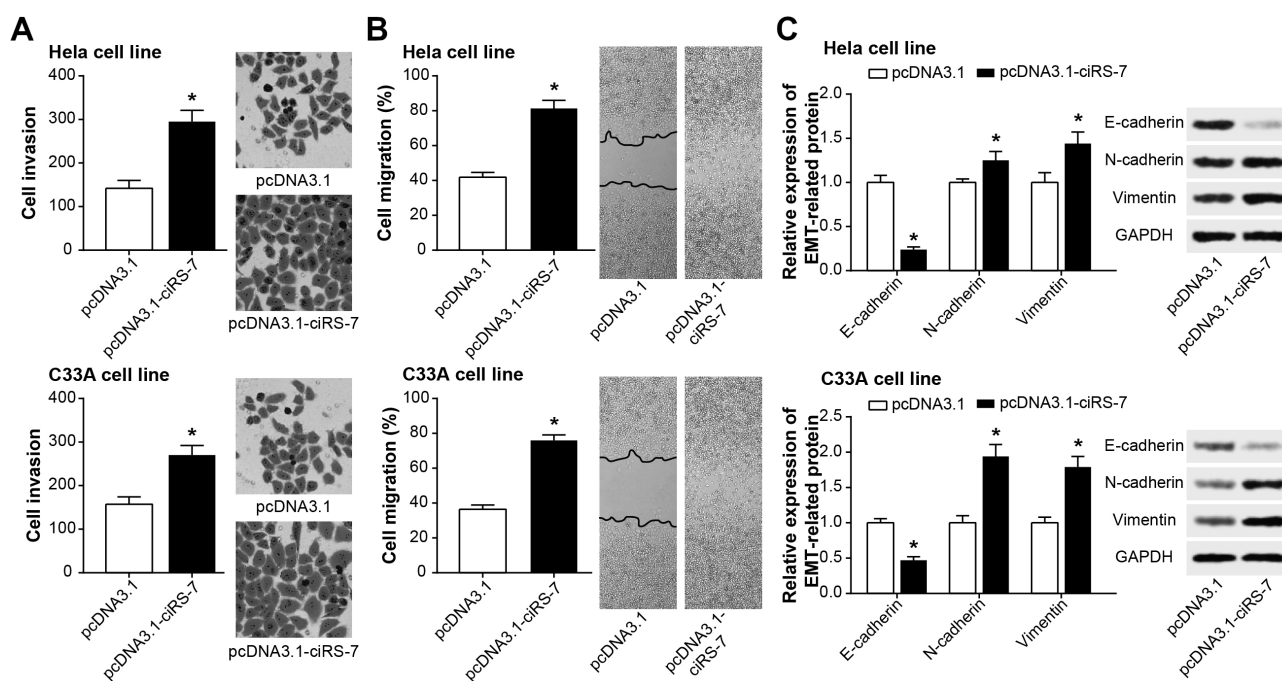 A
Hela cell line
Cell invasion
400
300
200
100
0
*
pcDNA3.1
pcDNA3.1-ciRS-7
pcDNA3.1
pcDNA3.1-ciRS-7
C33A cell line
Cell invasion
400
300
200
100
0
*
pcDNA3.1
pcDNA3.1-ciRS-7
pcDNA3.1
pcDNA3.1-ciRS-7
B
Hela cell line
Cell migration (%)
100
80
60
40
20
0
*
pcDNA3.1
pcDNA3.1-ciRS-7
pcDNA3.1
pcDNA3.1-
ciRS-7
C33A cell line
Cell migration (%)
100
80
60
40
20
0
*
pcDNA3.1
pcDNA3.1-ciRS-7
pcDNA3.1
pcDNA3.1-
ciRS-7
C
Hela cell line
pcDNA3.1 pcDNA3.1-ciRS-7
Relative expression of
EMT-related protein
2.0
1.5
1.0
0.5
0.0
* * *
E-cadherin
N-cadherin
Vimentin
E-cadherin
N-cadherin
Vimentin
GAPDH
pcDNA3.1
pcDNA3.1-ciRS-7
C33A cell line
pcDNA3.1 pcDNA3.1-ciRS-7
Relative expression of
EMT-related protein
2.5
2.0
1.5
1.0
0.5
0.0
* * *
E-cadherin
N-cadherin
Vimentin
E-cadherin
N-cadherin
Vimentin
GAPDH
pcDNA3.1
pcDNA3.1-ciRS-7